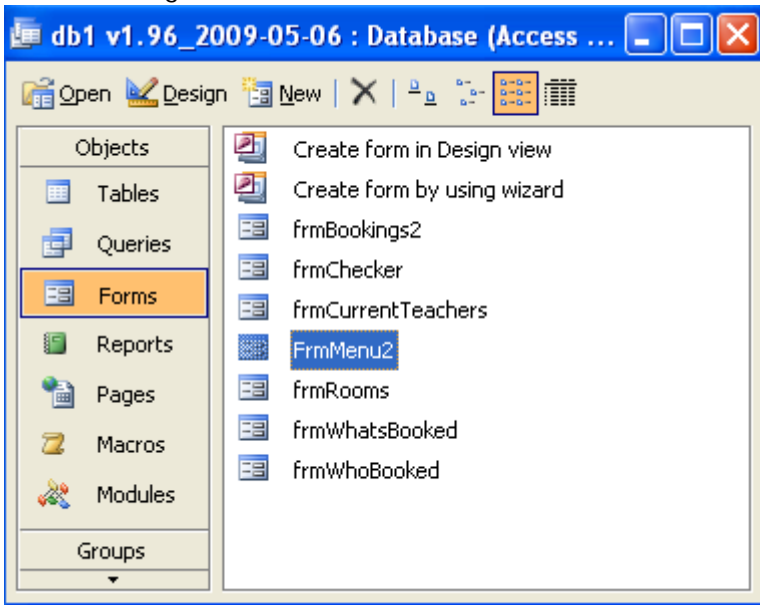 db1 v1.96_2009-05-06 : Database (Access ...
Open Design New
Objects
Tables
Queries
Forms
Reports
Pages
Macros
Modules
Groups
Create form in Design view
Create form by using wizard
frmBookings2
frmChecker
frmCurrentTeachers
FrmMenu2
frmRooms
frmWhatsBooked
frmWhoBooked